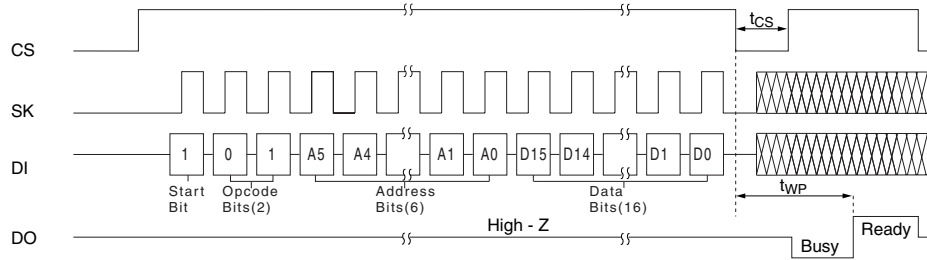 CS
tCS
SK
DI
1 0 1 A5 A4 A1 A0 D15 D14 D1 D0
Start
Bit
Opcode
Bits(2)
Address
Bits(6)
Data
Bits(16)
tWP
DO
High - Z
Busy
Ready